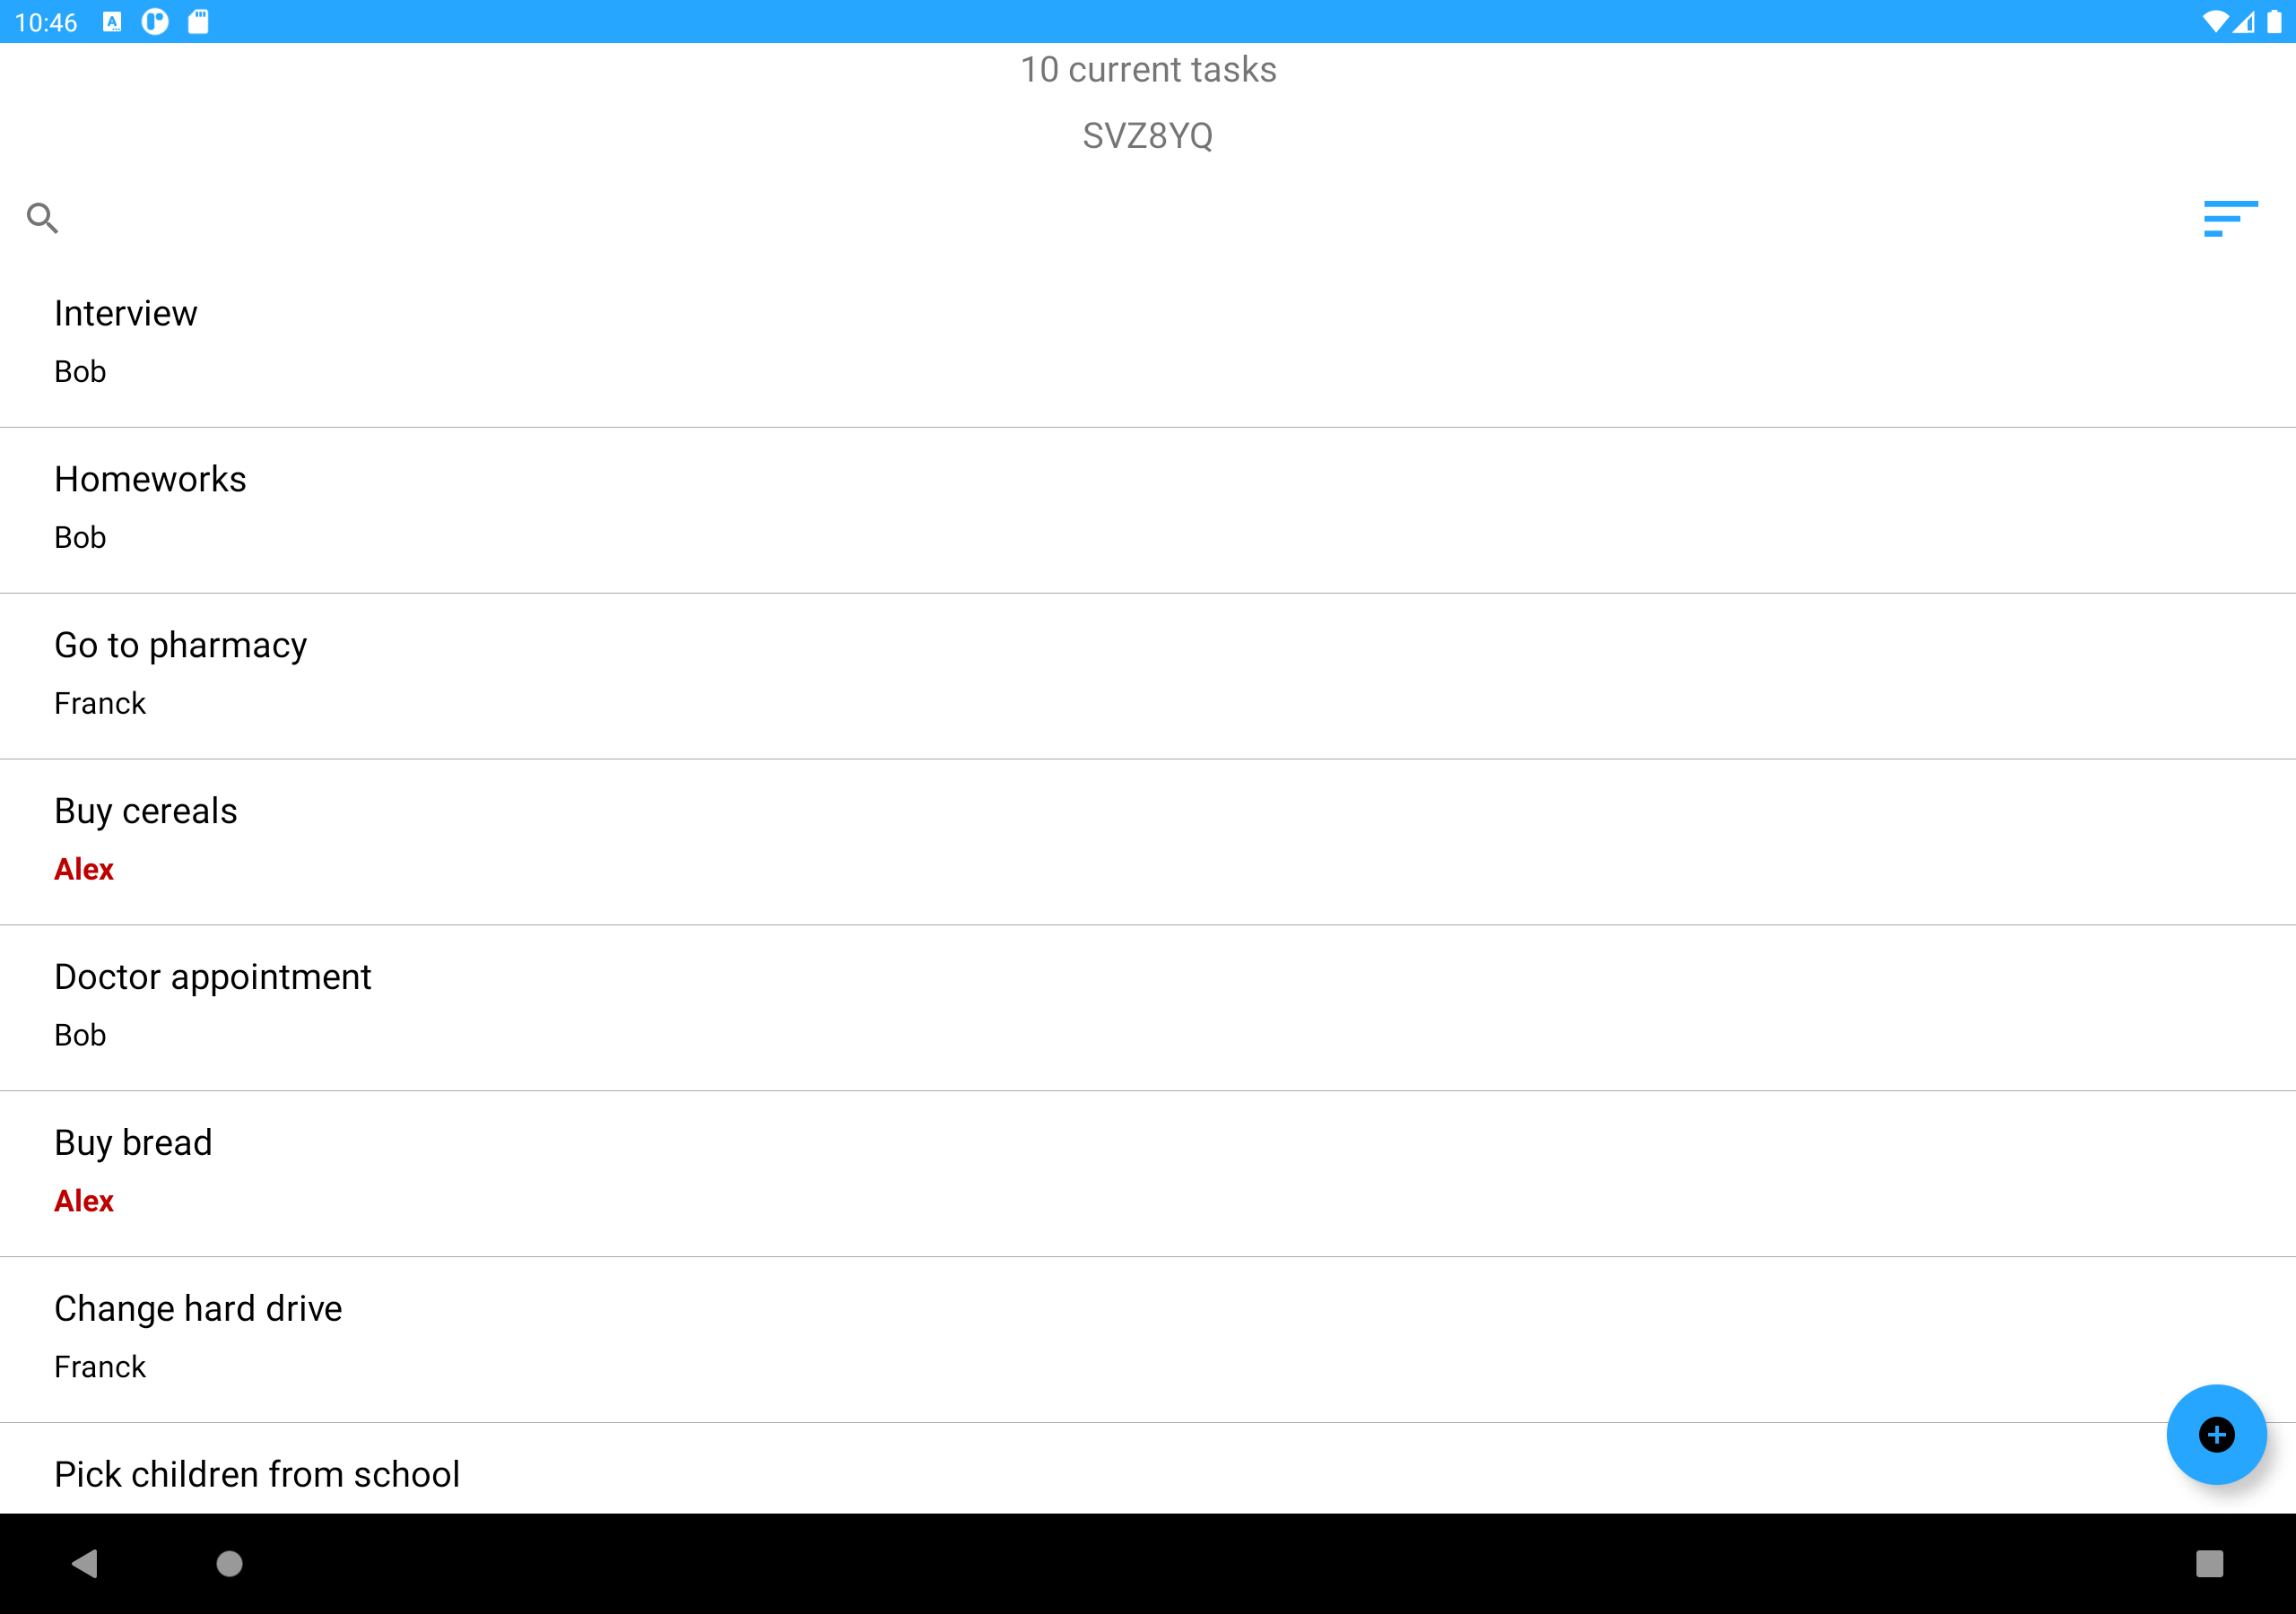 10:46
10 current tasks
SVZ8YQ
Interview
Bob
Homeworks
Bob
Go to pharmacy
Franck
Buy cereals
Alex
Doctor appointment
Bob
Buy bread
Alex
Change hard drive
Franck
Pick children from school